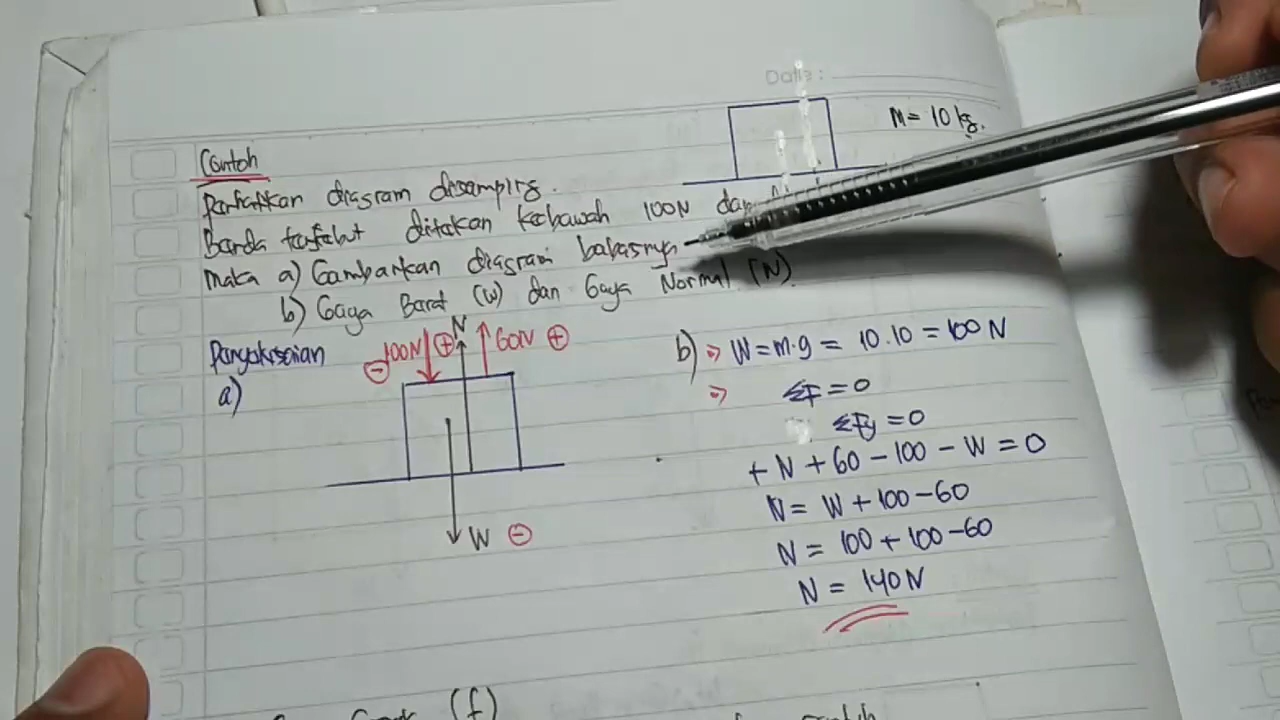 Date:
M = 10 kg.
Contoh
Perhatikan diagram disamping.
Benda tersebut ditekan kebawah 100N dan
Maka a) Gambarkan diagram bebasnya
b) Gaya Berat (W) dan Gaya Normal (N).
Penyelesaian
a)
100N
N
60N
W
b) => W = m.g = 10.10 = 100 N
=> ΣF = 0
ΣFy = 0
+ N + 60 - 100 - W = 0
N = W + 100 - 60
N = 100 + 100 - 60
N = 140 N
(f)